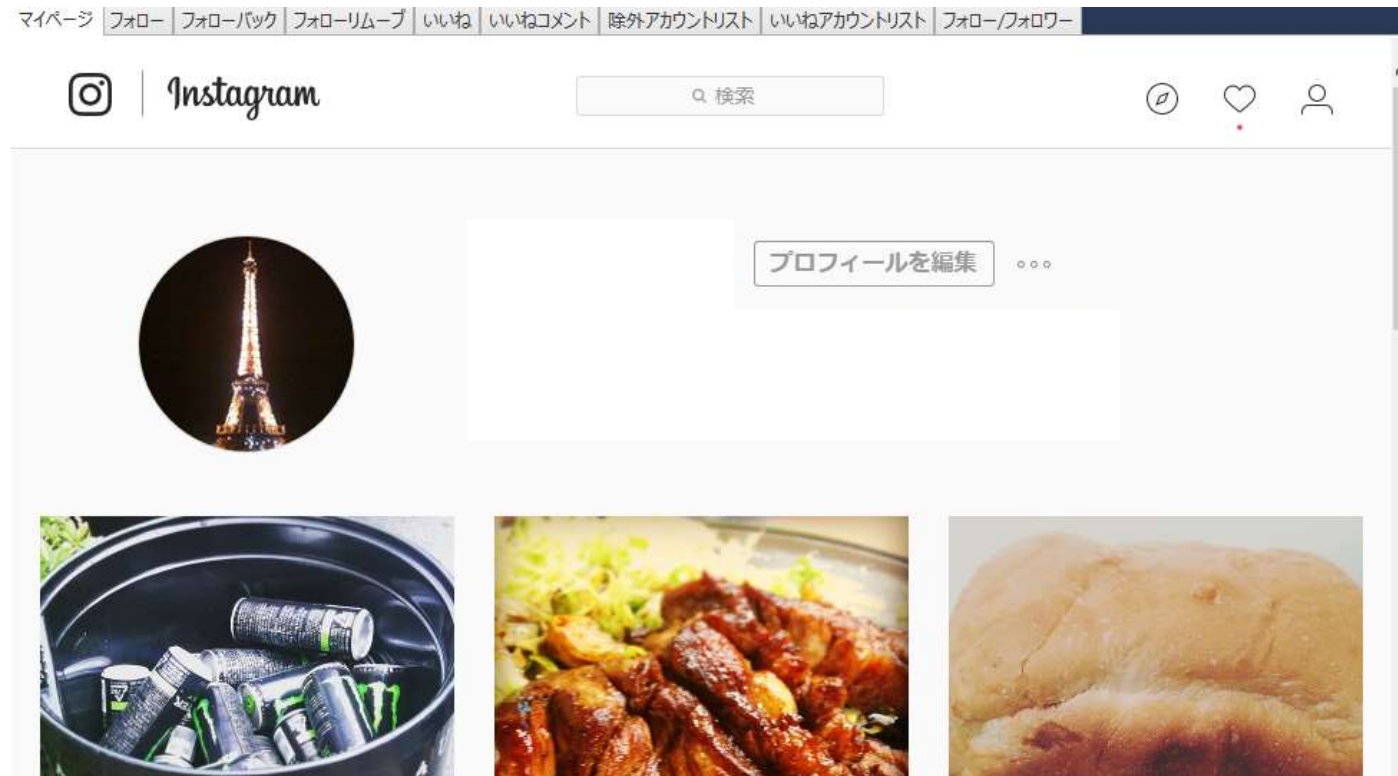 マイページ フォロー フォローバック フォローリムーブ いいね いいねコメント 除外アカウントリスト いいねアカウントリスト フォロー/フォロワー
Instagram 検索
プロフィールを編集